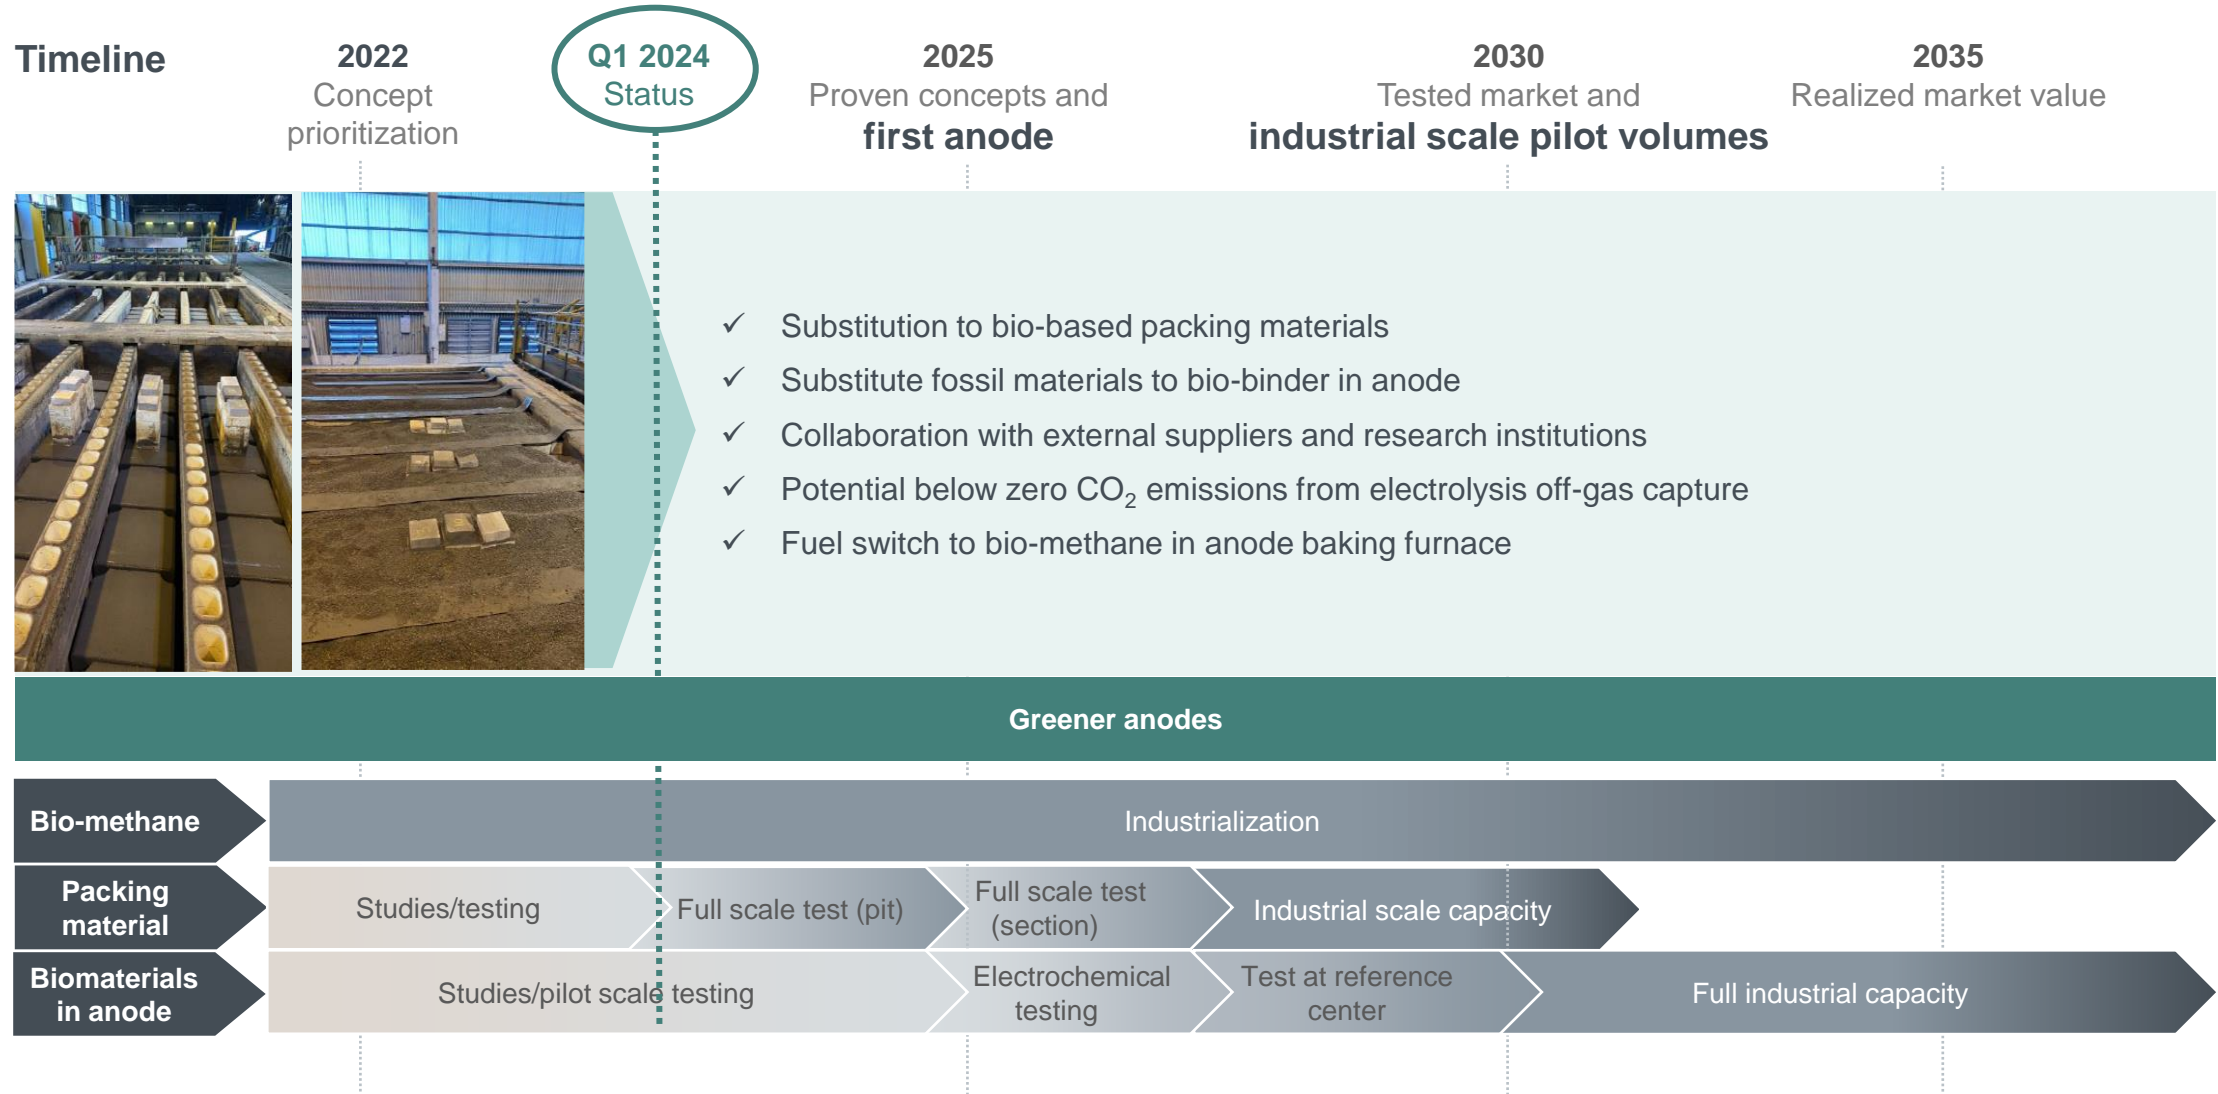 Timeline
2022
Concept
prioritization
Q1 2024
Status
2025
Proven concepts and
first anode
2030
Tested market and
industrial scale pilot volumes
2035
Realized market value
✓ Substitution to bio-based packing materials
✓ Substitute fossil materials to bio-binder in anode
✓ Collaboration with external suppliers and research institutions
✓ Potential below zero CO₂ emissions from electrolysis off-gas capture
✓ Fuel switch to bio-methane in anode baking furnace
Greener anodes
Bio-methane
Industrialization
Packing
material
Studies/testing
Full scale test (pit)
Full scale test
(section)
Industrial scale capacity
Biomaterials
in anode
Studies/pilot scale testing
Electrochemical
testing
Test at reference
center
Full industrial capacity